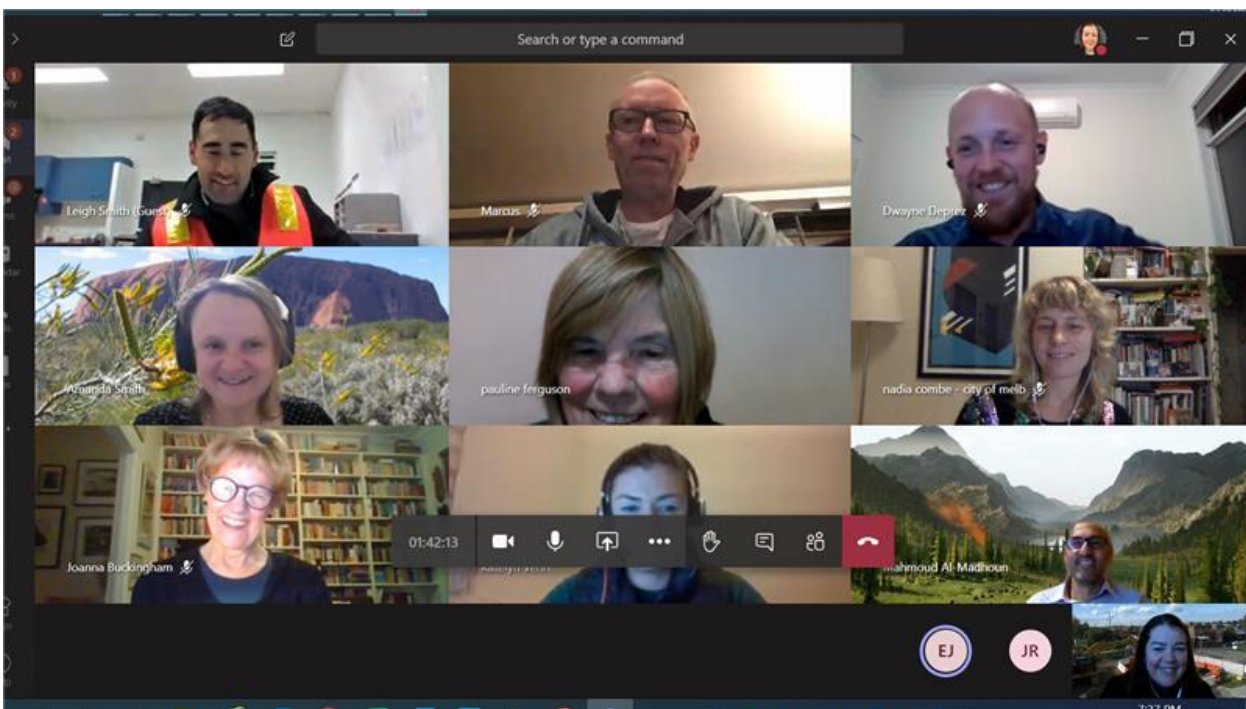 Search or type a command
Leigh Smith (Guest)
Marcus
Dwayne Deprez
Amanda Smith
pauline ferguson
nadia combe - city of melb
Joanna Buckingham
01:42:13
Mahmoud Al-Madhoun
EJ
JR